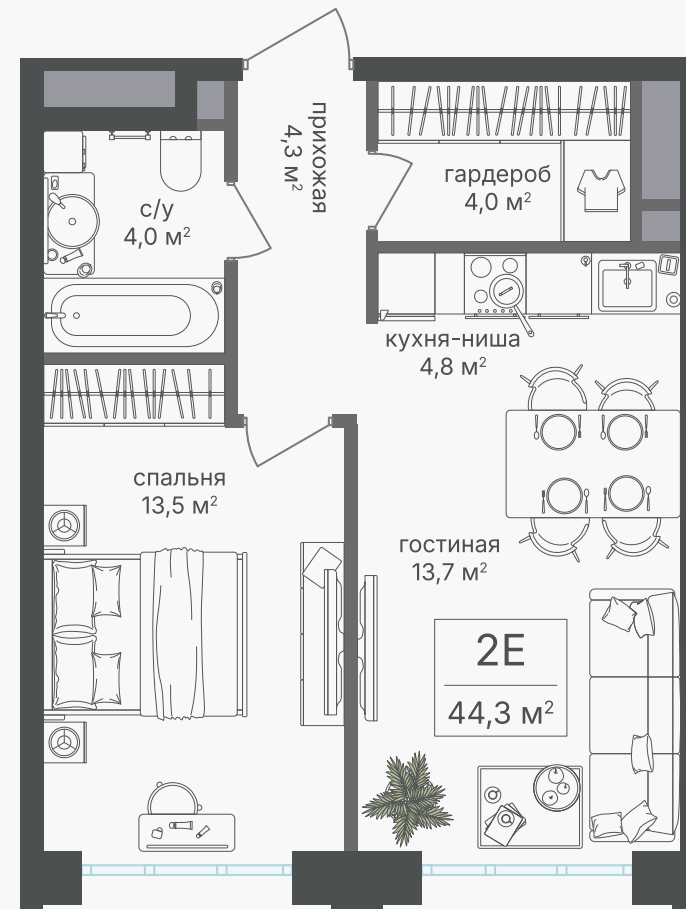 прихожая
4,3 м²
гардероб
4,0 м²
с/у
4,0 м²
кухня-ниша
4,8 м²
спальня
13,5 м²
гостиная
13,7 м²
2Е
44,3 м²